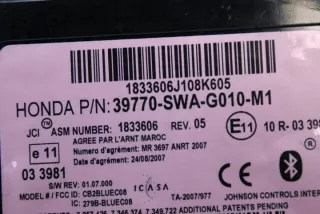 1833606J108K605
HONDA P/N: 39770-SWA-G010-M1
JCI™ ASM NUMBER: 1833606 REV. 05
AGREE PAR L'ARNT MAROC
Numero d'agrément: MR 3697 ANRT 2007
Date d'agrément: 24/08/2007
e 11
03 3981
E11 10 R- 03 39
S/W REV: 01.07.000
MODEL # / FCC ID: CB2BLUEC08
IC: 279B-BLUEC08
ICASA
TA-2007/977
JOHNSON CONTROLS INTER
ADDITIONAL PATENTS PENDING